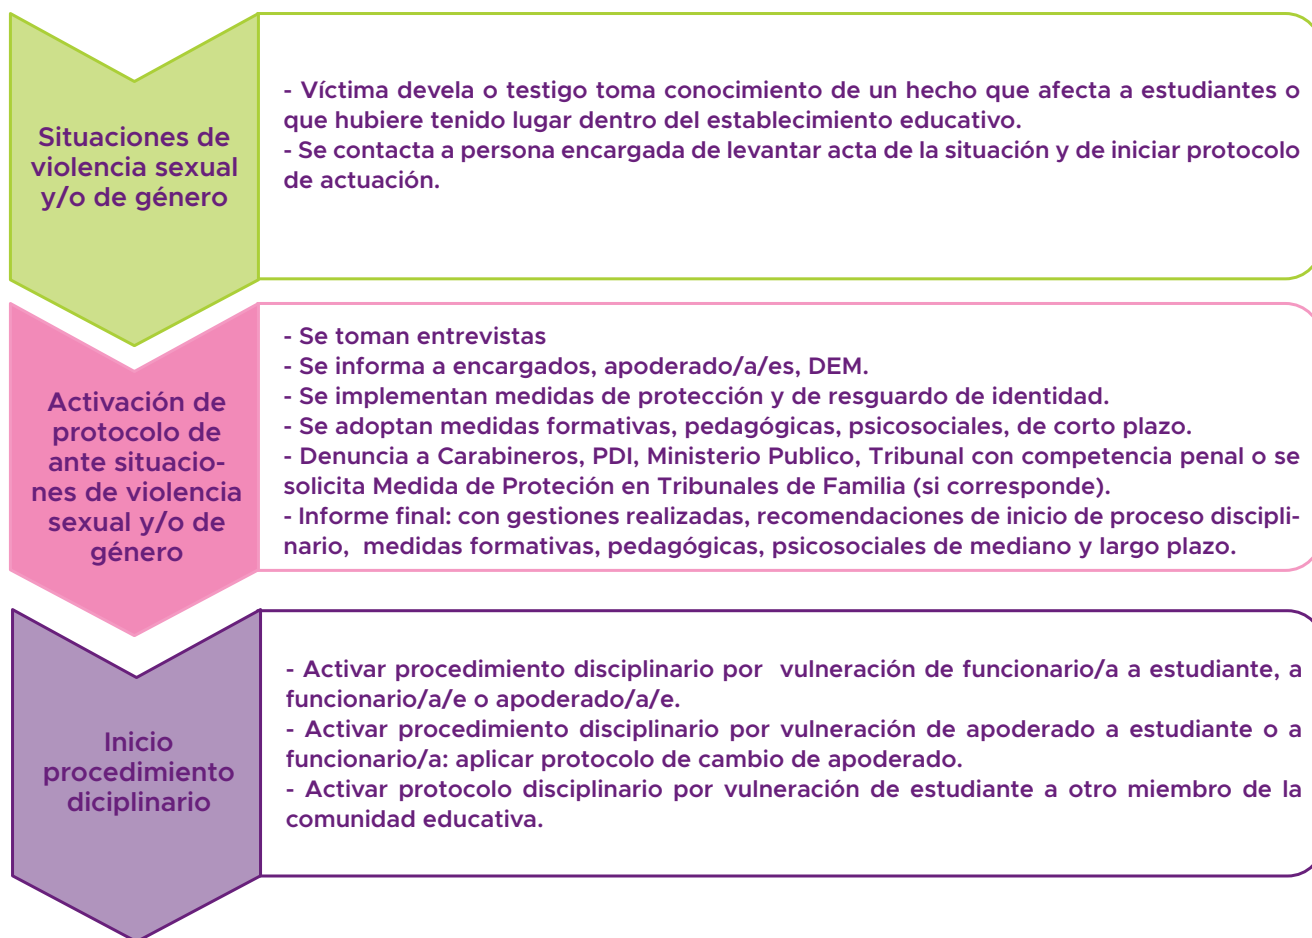 Situaciones de
violencia sexual
y/o de género
- Víctima devela o testigo toma conocimiento de un hecho que afecta a estudiantes o
que hubiere tenido lugar dentro del establecimiento educativo.
- Se contacta a persona encargada de levantar acta de la situación y de iniciar protocolo
de actuación.
Activación de
protocolo de
ante situacio-
nes de violencia
sexual y/o de
género
- Se toman entrevistas
- Se informa a encargados, apoderado/a/es, DEM.
- Se implementan medidas de protección y de resguardo de identidad.
- Se adoptan medidas formativas, pedagógicas, psicosociales, de corto plazo.
- Denuncia a Carabineros, PDI, Ministerio Publico, Tribunal con competencia penal o se
solicita Medida de Proteción en Tribunales de Familia (si corresponde).
- Informe final: con gestiones realizadas, recomendaciones de inicio de proceso discipli-
nario, medidas formativas, pedagógicas, psicosociales de mediano y largo plazo.
Inicio
procedimiento
diciplinario
- Activar procedimiento disciplinario por vulneración de funcionario/a a estudiante, a
funcionario/a/e o apoderado/a/e.
- Activar procedimiento disciplinario por vulneración de apoderado a estudiante o a
funcionario/a: aplicar protocolo de cambio de apoderado.
- Activar protocolo disciplinario por vulneración de estudiante a otro miembro de la
comunidad educativa.